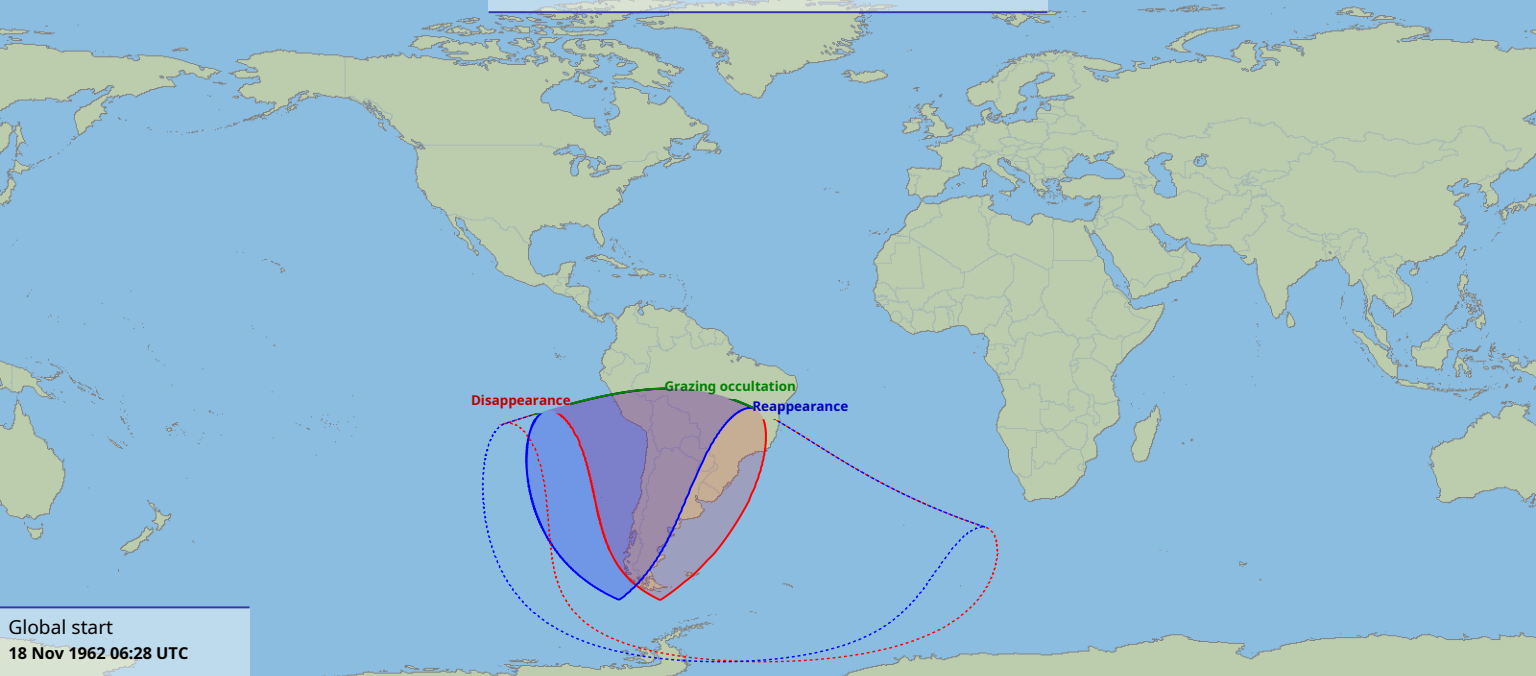 Grazing occultation
Disappearance
Reappearance
Global start
18 Nov 1962 06:28 UTC